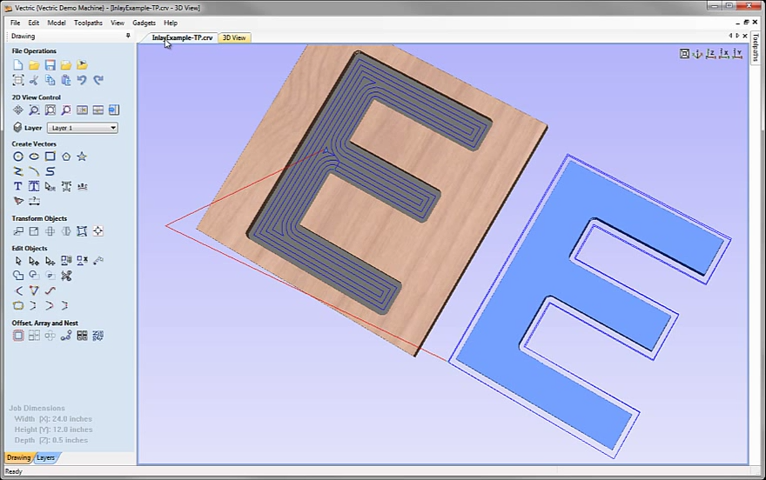 Vectric {Vectric Demo Machine} - [InlayExample-TP.crv - 3D View]
File Edit Model Toolpaths View Gadgets Help
Drawing
InlayExample-TP.crv 3D View
Toolpaths
File Operations
2D View Control
Layer Layer 1
Create Vectors
Transform Objects
Edit Objects
Offset, Array and Nest
Job Dimensions
Width (X): 24.0 inches
Height (Y): 12.0 inches
Depth (Z): 0.5 inches
Drawing Layers
Ready